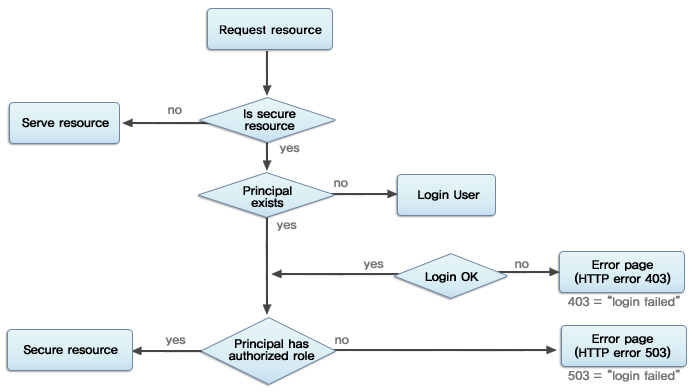 Request resource
Is secure
resource
no
Serve resource
yes
Principal
exists
no
Login User
yes
yes
Login OK
no
Error page
(HTTP error 403)
403 = “login failed”
Principal has
authorized role
yes
Secure resource
no
Error page
(HTTP error 503)
503 = “login failed”